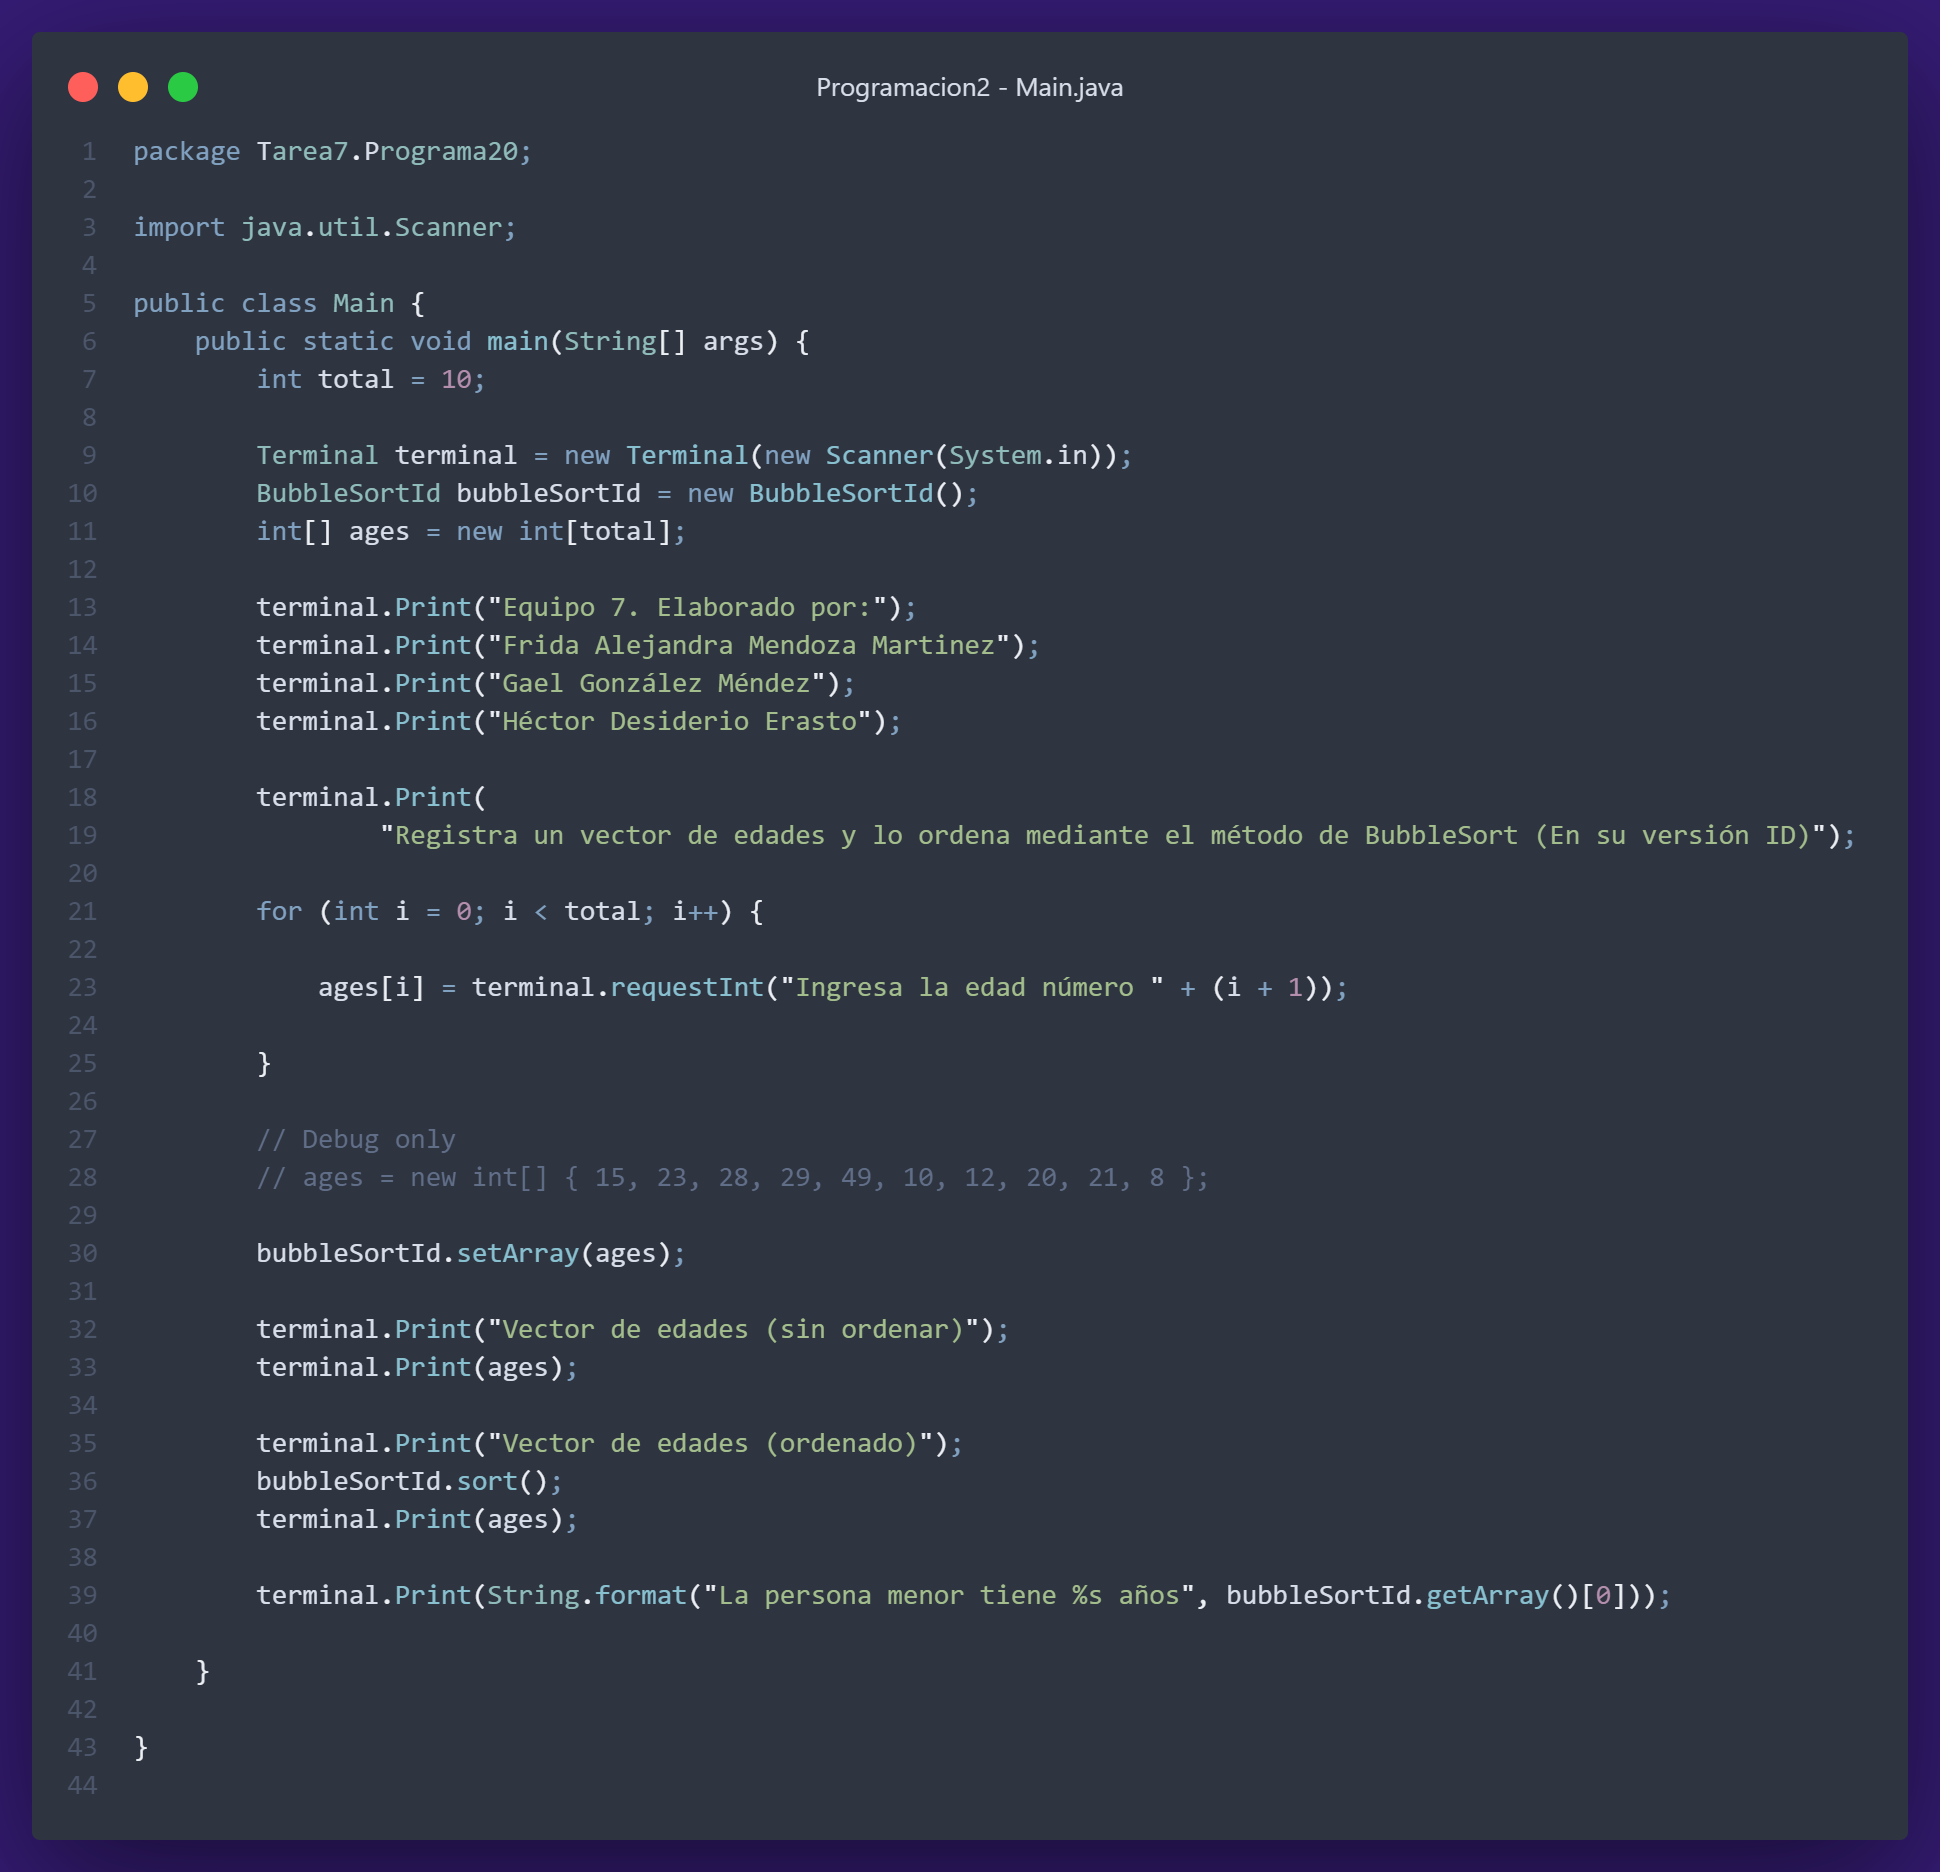 Programacion2 - Main.java
1 package Tarea7.Programa20;
2
3 import java.util.Scanner;
4
5 public class Main {
6     public static void main(String[] args) {
7         int total = 10;
8
9         Terminal terminal = new Terminal(new Scanner(System.in));
10         BubbleSortId bubbleSortId = new BubbleSortId();
11         int[] ages = new int[total];
12
13         terminal.Print("Equipo 7. Elaborado por:");
14         terminal.Print("Frida Alejandra Mendoza Martinez");
15         terminal.Print("Gael González Méndez");
16         terminal.Print("Héctor Desiderio Erasto");
17
18         terminal.Print(
19                 "Registra un vector de edades y lo ordena mediante el método de BubbleSort (En su versión ID)");
20
21         for (int i = 0; i < total; i++) {
22
23             ages[i] = terminal.requestInt("Ingresa la edad número " + (i + 1));
24
25         }
26
27         // Debug only
28         // ages = new int[] { 15, 23, 28, 29, 49, 10, 12, 20, 21, 8 };
29
30         bubbleSortId.setArray(ages);
31
32         terminal.Print("Vector de edades (sin ordenar)");
33         terminal.Print(ages);
34
35         terminal.Print("Vector de edades (ordenado)");
36         bubbleSortId.sort();
37         terminal.Print(ages);
38
39         terminal.Print(String.format("La persona menor tiene %s años", bubbleSortId.getArray()[0]));
40
41     }
42
43 }
44